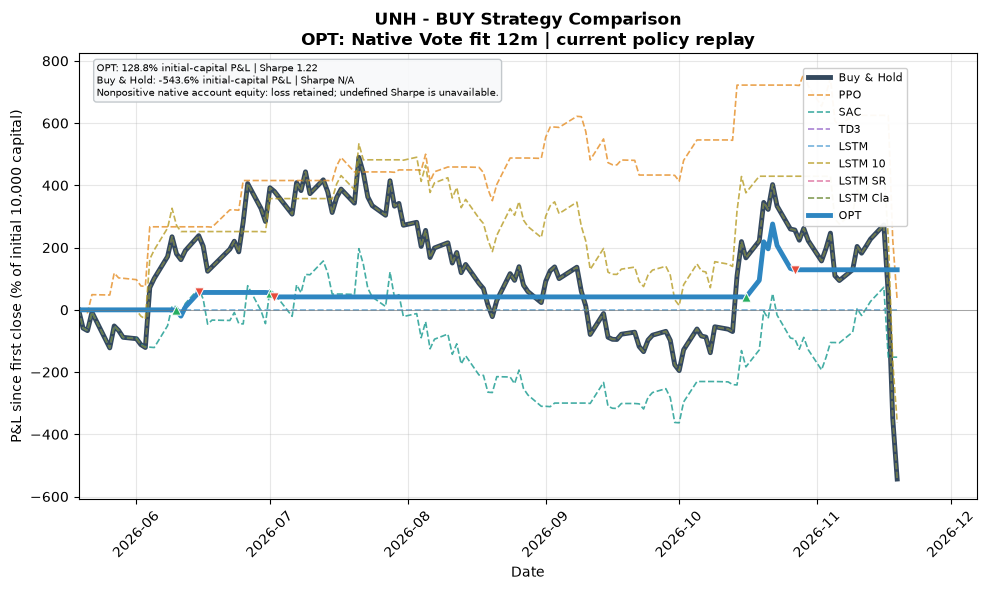 UNH - BUY Strategy Comparison
OPT: Native Vote fit 12m | current policy replay
OPT: 128.8% initial-capital P&L | Sharpe 1.22
Buy & Hold: -543.6% initial-capital P&L | Sharpe N/A
Nonpositive native account equity: loss retained; undefined Sharpe is unavailable.
Buy & Hold
PPO
SAC
TD3
LSTM
LSTM 10
LSTM SR
LSTM Cla
OPT
P&L since first close (% of initial 10,000 capital)
800
600
400
200
0
−200
−400
−600
2026-06
2026-07
2026-08
2026-09
2026-10
2026-11
2026-12
Date